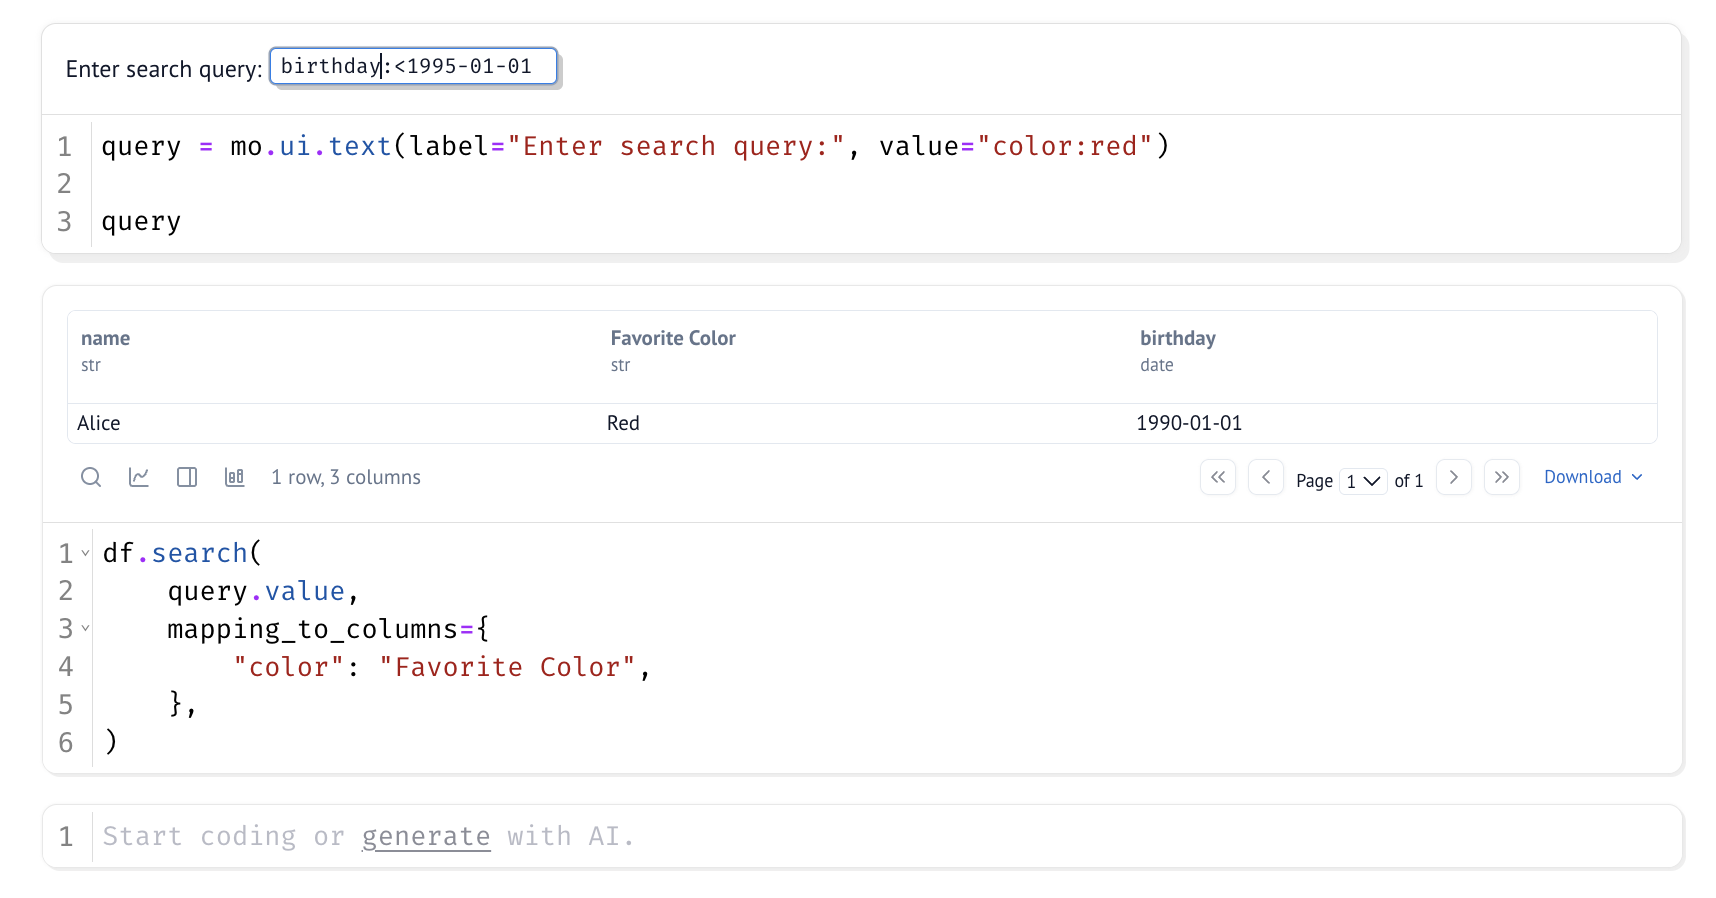 Enter search query: birthday:<1995-01-01
1 query = mo.ui.text(label="Enter search query:", value="color:red")
2
3 query
name Favorite Color birthday
str str date
Alice Red 1990-01-01
1 row, 3 columns Page 1 of 1 Download
1 df.search(
2     query.value,
3     mapping_to_columns={
4         "color": "Favorite Color",
5     },
6 )
1 Start coding or generate with AI.